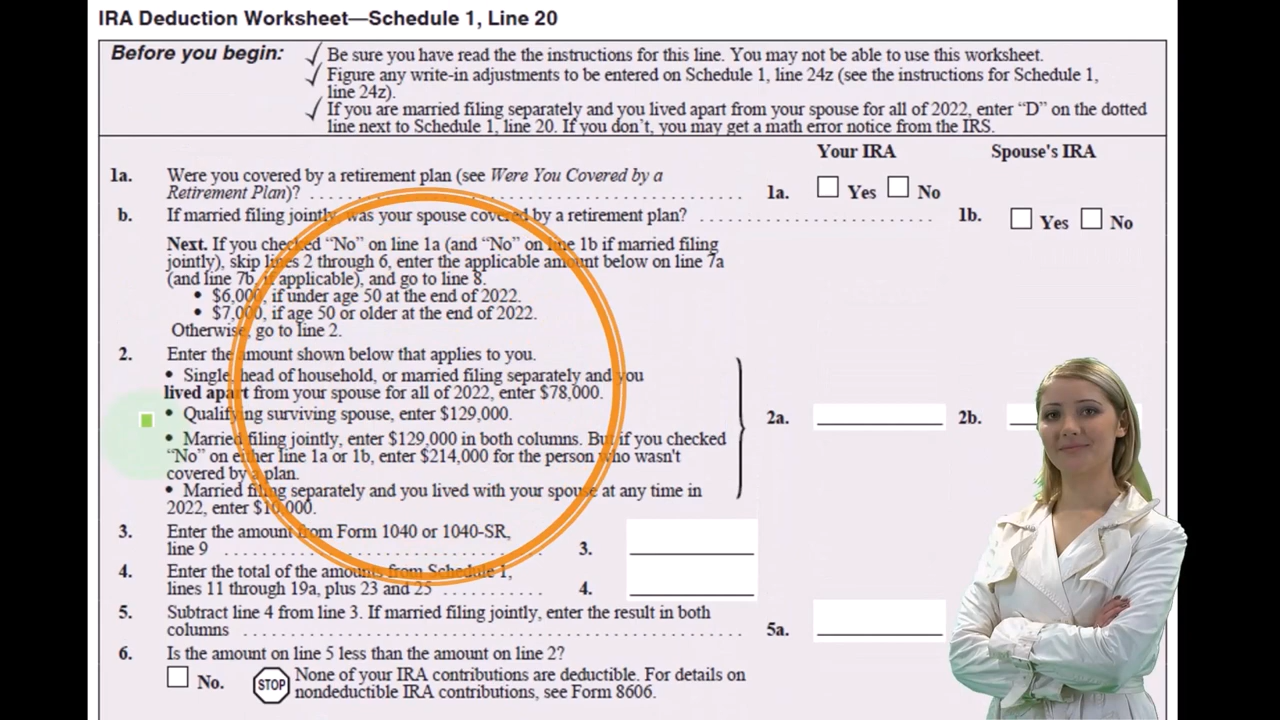 IRA Deduction Worksheet—Schedule 1, Line 20
Before you begin:
✓ Be sure you have read the the instructions for this line. You may not be able to use this worksheet.
✓ Figure any write-in adjustments to be entered on Schedule 1, line 24z (see the instructions for Schedule 1,
line 24z).
✓ If you are married filing separately and you lived apart from your spouse for all of 2022, enter “D” on the dotted
line next to Schedule 1, line 20. If you don’t, you may get a math error notice from the IRS.
Your IRA Spouse's IRA
1a. Were you covered by a retirement plan (see Were You Covered by a
Retirement Plan)? 1a. Yes No
b. If married filing jointly, was your spouse covered by a retirement plan? 1b. Yes No
Next. If you checked “No” on line 1a (and “No” on line 1b if married filing
jointly), skip lines 2 through 6, enter the applicable amount below on line 7a
(and line 7b, if applicable), and go to line 8.
• $6,000, if under age 50 at the end of 2022.
• $7,000, if age 50 or older at the end of 2022.
Otherwise, go to line 2.
2. Enter the amount shown below that applies to you.
• Single, head of household, or married filing separately and you
lived apart from your spouse for all of 2022, enter $78,000.
• Qualifying surviving spouse, enter $129,000. 2a. 2b.
• Married filing jointly, enter $129,000 in both columns. But if you checked
“No” on either line 1a or 1b, enter $214,000 for the person who wasn't
covered by a plan.
• Married filing separately and you lived with your spouse at any time in
2022, enter $10,000.
3. Enter the amount from Form 1040 or 1040-SR,
line 9 3.
4. Enter the total of the amounts from Schedule 1,
lines 11 through 19a, plus 23 and 25 4.
5. Subtract line 4 from line 3. If married filing jointly, enter the result in both
columns 5a.
6. Is the amount on line 5 less than the amount on line 2?
No. STOP None of your IRA contributions are deductible. For details on
nondeductible IRA contributions, see Form 8606.